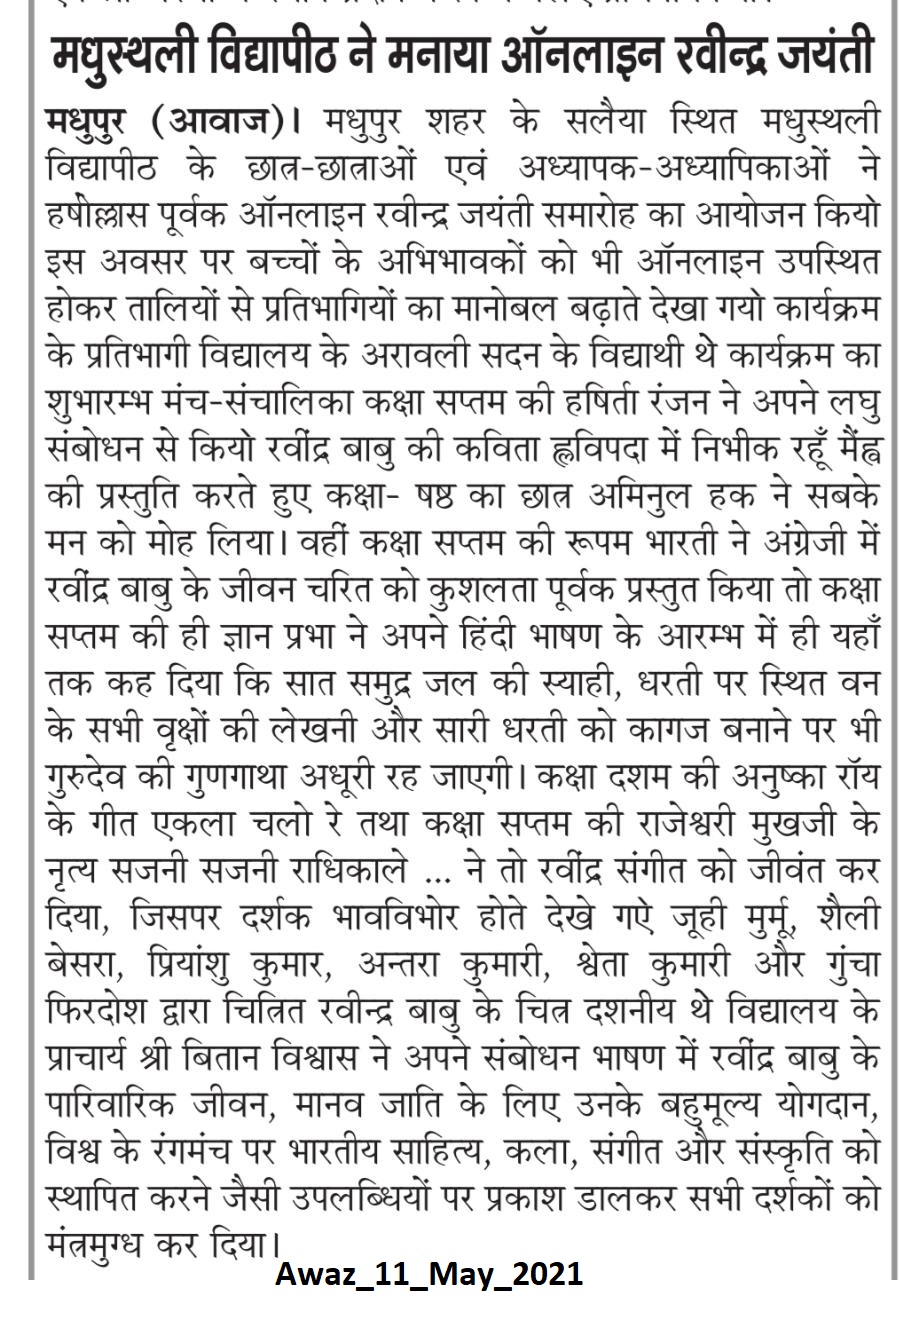 मधुस्थली विद्यापीठ ने मनाया ऑनलाइन रवीन्द्र जयंती
मधुपुर (आवाज)। मधुपुर शहर के सलैया स्थित मधुस्थली
विद्यापीठ के छात्र-छात्राओं एवं अध्यापक-अध्यापिकाओं ने
हर्षोल्लास पूर्वक ऑनलाइन रवीन्द्र जयंती समारोह का आयोजन कियो
इस अवसर पर बच्चों के अभिभावकों को भी ऑनलाइन उपस्थित
होकर तालियों से प्रतिभागियों का मानोबल बढ़ाते देखा गयो कार्यक्रम
के प्रतिभागी विद्यालय के अरावली सदन के विद्याथी थे कार्यक्रम का
शुभारम्भ मंच-संचालिका कक्षा सप्तम की हषिर्ता रंजन ने अपने लघु
संबोधन से कियो रवींद्र बाबु की कविता ह्लविपदा में निभीक रहूँ मैंह्व
की प्रस्तुति करते हुए कक्षा- षष्ठ का छात्र अमिनुल हक ने सबके
मन को मोह लिया। वहीं कक्षा सप्तम की रूपम भारती ने अंग्रेजी में
रवींद्र बाबु के जीवन चरित को कुशलता पूर्वक प्रस्तुत किया तो कक्षा
सप्तम की ही ज्ञान प्रभा ने अपने हिंदी भाषण के आरम्भ में ही यहाँ
तक कह दिया कि सात समुद्र जल की स्याही, धरती पर स्थित वन
के सभी वृक्षों की लेखनी और सारी धरती को कागज बनाने पर भी
गुरुदेव की गुणगाथा अधूरी रह जाएगी। कक्षा दशम की अनुष्का रॉय
के गीत एकला चलो रे तथा कक्षा सप्तम की राजेश्वरी मुखजी के
नृत्य सजनी सजनी राधिकाले ... ने तो रवींद्र संगीत को जीवंत कर
दिया, जिसपर दर्शक भावविभोर होते देखे गऐ जूही मुर्मू, शैली
बेसरा, प्रियांशु कुमार, अन्तरा कुमारी, श्वेता कुमारी और गुंचा
फिरदोश द्वारा चित्रित रवीन्द्र बाबु के चित्र दशनीय थे विद्यालय के
प्राचार्य श्री बितान विश्वास ने अपने संबोधन भाषण में रवींद्र बाबु के
पारिवारिक जीवन, मानव जाति के लिए उनके बहुमूल्य योगदान,
विश्व के रंगमंच पर भारतीय साहित्य, कला, संगीत और संस्कृति को
स्थापित करने जैसी उपलब्धियों पर प्रकाश डालकर सभी दर्शकों को
मंत्रमुग्ध कर दिया।
Awaz_11_May_2021